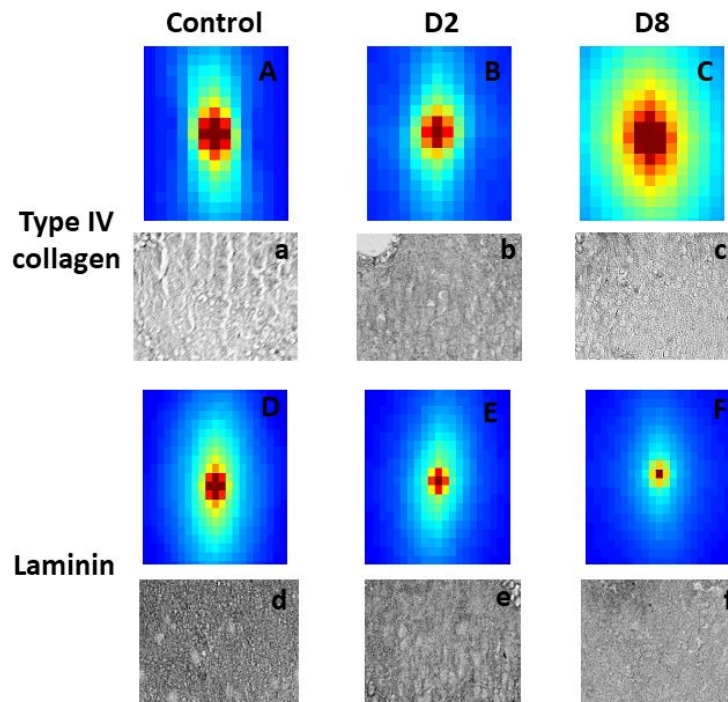 Control D2 D8
A B C
Type IV
collagen
a b c
D E F
Laminin
d e f